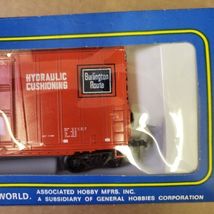 HYDRAULIC
CUSHIONING
Burlington
Route
WORLD.
ASSOCIATED HOBBY MFRS. INC.
A SUBSIDIARY OF GENERAL HOBBIES CORPORATION